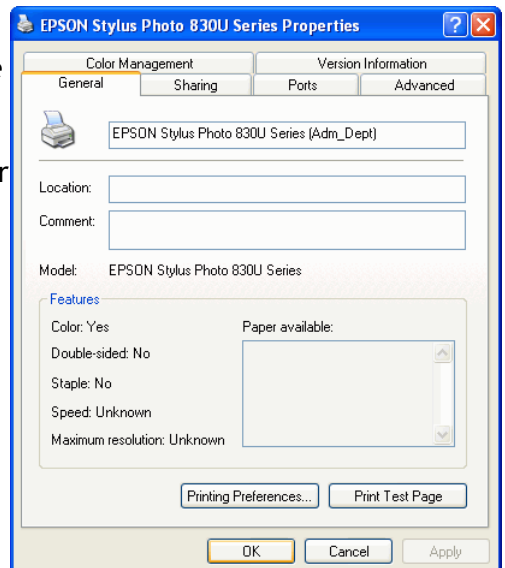 EPSON Stylus Photo 830U Series Properties
Color Management Version Information
General Sharing Ports Advanced
EPSON Stylus Photo 830U Series (Adm_Dept)
Location:
Comment:
Model: EPSON Stylus Photo 830U Series
Features
Color: Yes Paper available:
Double-sided: No
Staple: No
Speed: Unknown
Maximum resolution: Unknown
Printing Preferences... Print Test Page
OK Cancel Apply